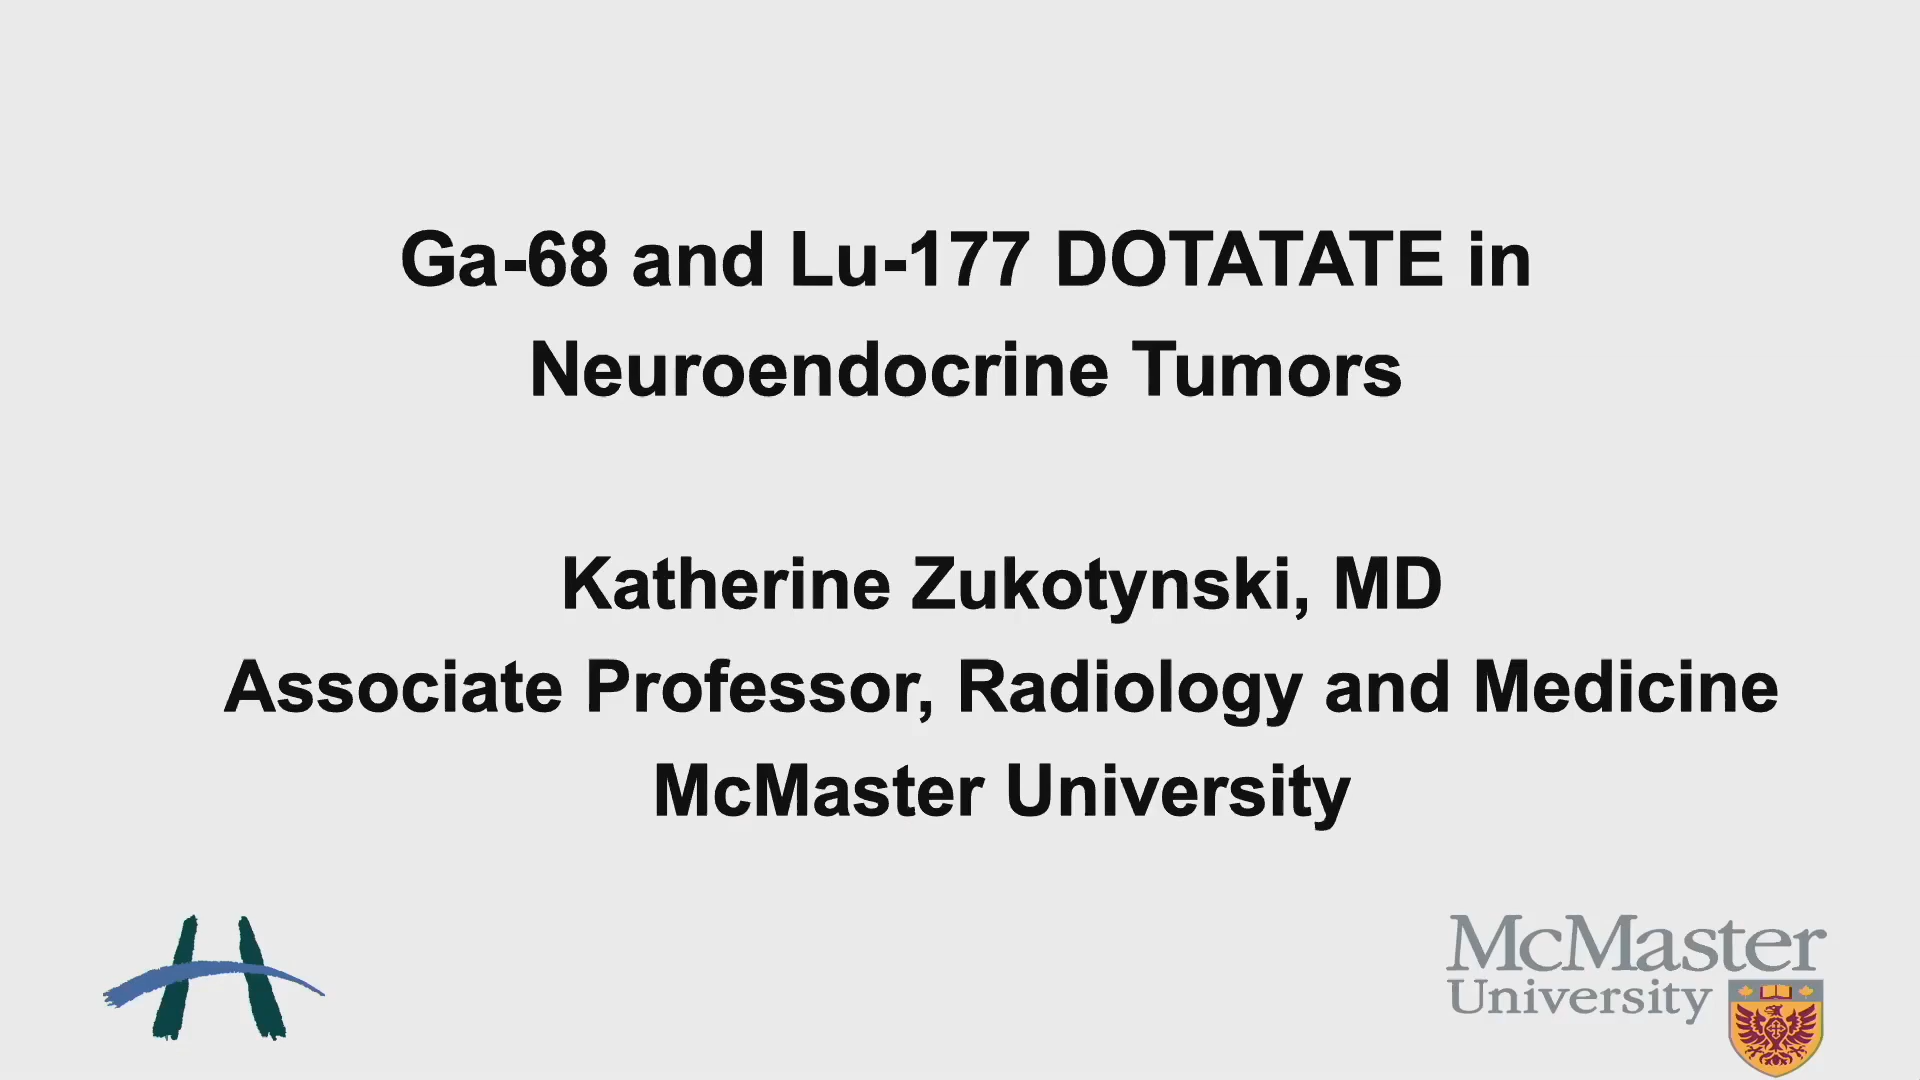 Ga-68 and Lu-177 DOTATATE in
Neuroendocrine Tumors
Katherine Zukotynski, MD
Associate Professor, Radiology and Medicine
McMaster University
McMaster
University